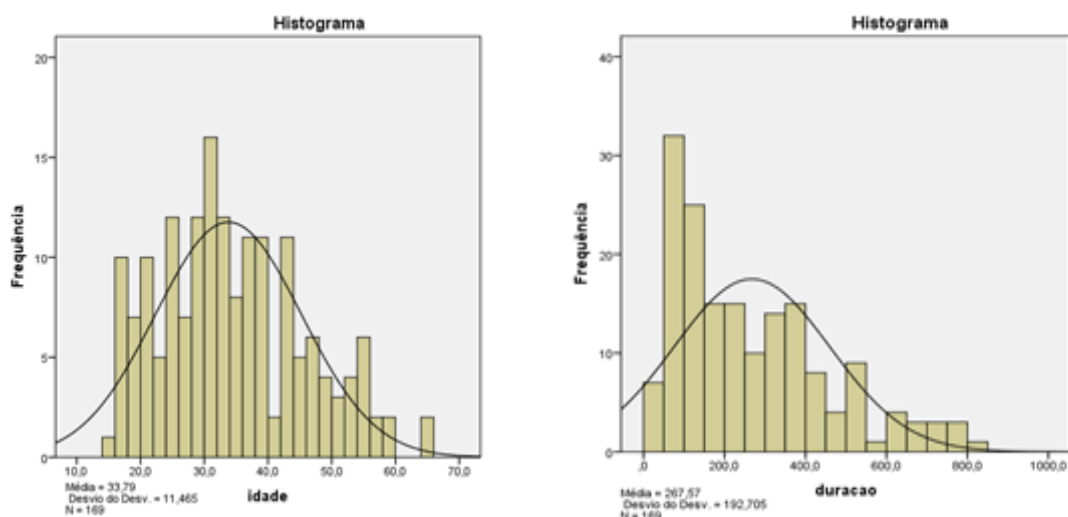 Histograma
20
15
10
5
0
Frequência
10,0 20,0 30,0 40,0 50,0 60,0 70,0
idade
Média = 33,79
Desvio do Desv. = 11,465
N = 169
Histograma
40
30
20
10
0
Frequência
,0 200,0 400,0 600,0 800,0 1000,0
duracao
Média = 267,57
Desvio do Desv. = 192,705
N = 169